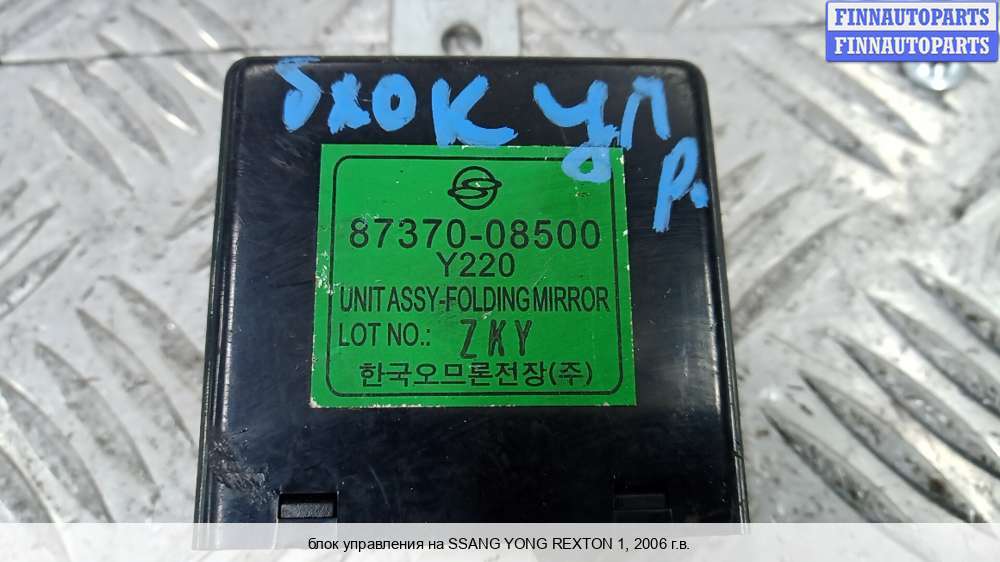 FINNAUTOPARTS
FINNAUTOPARTS
блок уп
р.
87370-08500
Y220
UNIT ASSY-FOLDING MIRROR
LOT NO.: ZKY
한국오므론전장(주)
блок управления на SSANG YONG REXTON 1, 2006 г.в.